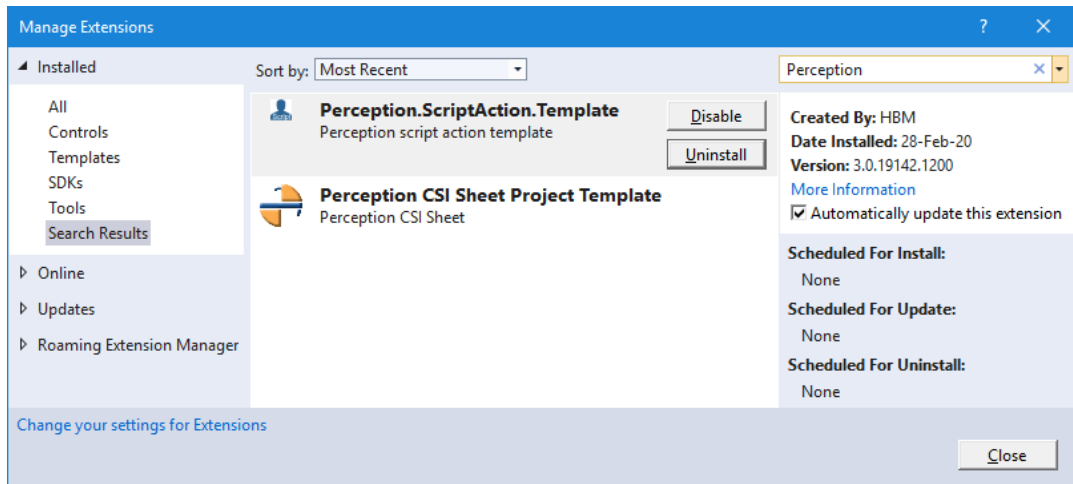 Manage Extensions
Installed
All
Controls
Templates
SDKs
Tools
Search Results
Online
Updates
Roaming Extension Manager
Sort by: Most Recent
Perception.ScriptAction.Template
Perception script action template
Disable
Uninstall
Perception CSI Sheet Project Template
Perception CSI Sheet
Perception
Created By: HBM
Date Installed: 28-Feb-20
Version: 3.0.19142.1200
More Information
Automatically update this extension
Scheduled For Install:
None
Scheduled For Update:
None
Scheduled For Uninstall:
None
Change your settings for Extensions
Close